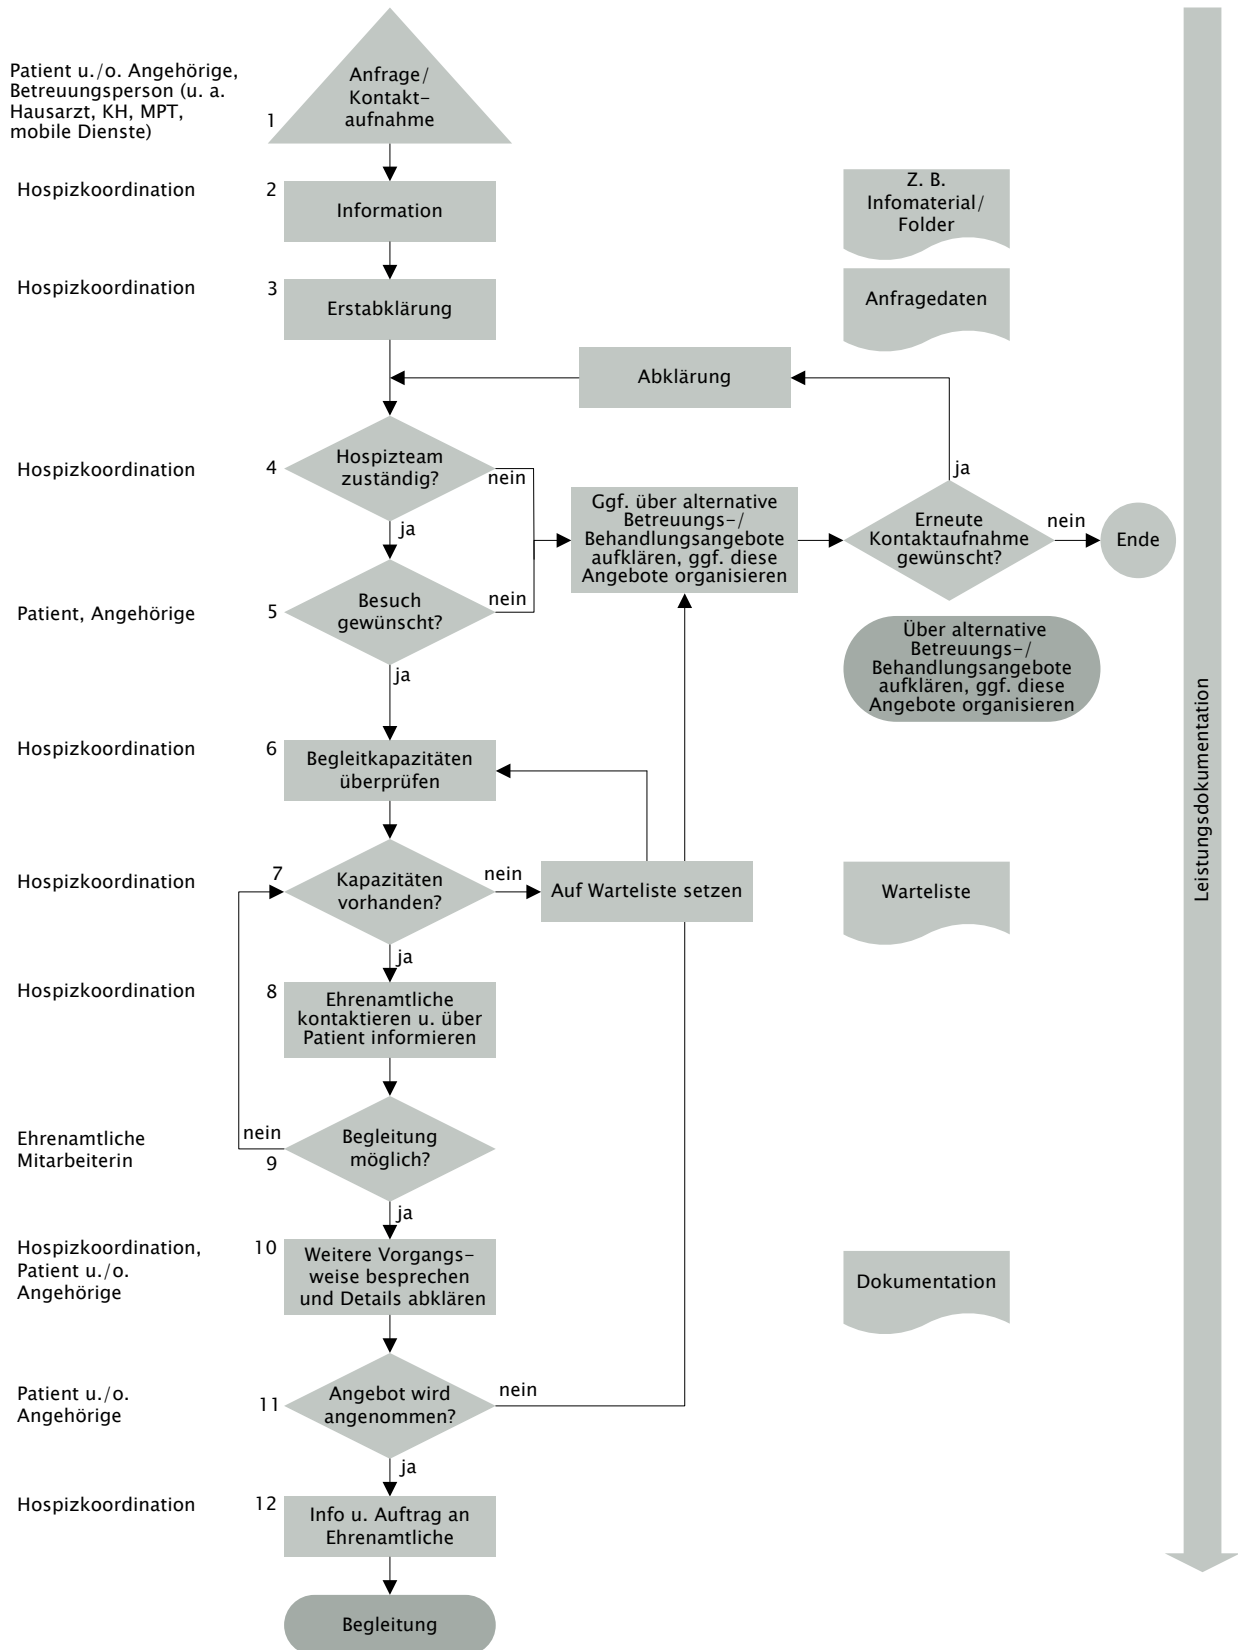 Patient u./o. Angehörige,
Betreuungsperson (u. a.
Hausarzt, KH, MPT,
mobile Dienste)
1
Anfrage/
Kontakt-
aufnahme
Hospizkoordination
2
Information
Z. B.
Infomaterial/
Folder
Hospizkoordination
3
Erstabklärung
Anfragedaten
Abklärung
Hospizkoordination
4
Hospizteam
zuständig?
nein
ja
Ggf. über alternative
Betreuungs-/
Behandlungsangebote
aufklären, ggf. diese
Angebote organisieren
ja
Erneute
Kontaktaufnahme
gewünscht?
nein
Ende
Patient, Angehörige
5
Besuch
gewünscht?
nein
ja
Über alternative
Betreuungs-/
Behandlungsangebote
aufklären, ggf. diese
Angebote organisieren
Hospizkoordination
6
Begleitkapazitäten
überprüfen
Hospizkoordination
7
Kapazitäten
vorhanden?
nein
Auf Warteliste setzen
Warteliste
ja
Hospizkoordination
8
Ehrenamtliche
kontaktieren u. über
Patient informieren
Ehrenamtliche
Mitarbeiterin
nein
9
Begleitung
möglich?
ja
Hospizkoordination,
Patient u./o.
Angehörige
10
Weitere Vorgangs-
weise besprechen
und Details abklären
Dokumentation
Patient u./o.
Angehörige
11
Angebot wird
angenommen?
nein
ja
Hospizkoordination
12
Info u. Auftrag an
Ehrenamtliche
Begleitung
Leistungsdokumentation